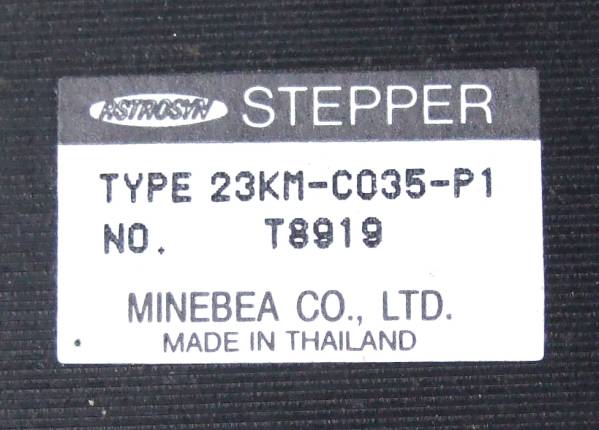 ASTROSYN STEPPER
TYPE 23KM-C035-P1
NO. T8919
MINEBEA CO., LTD.
MADE IN THAILAND